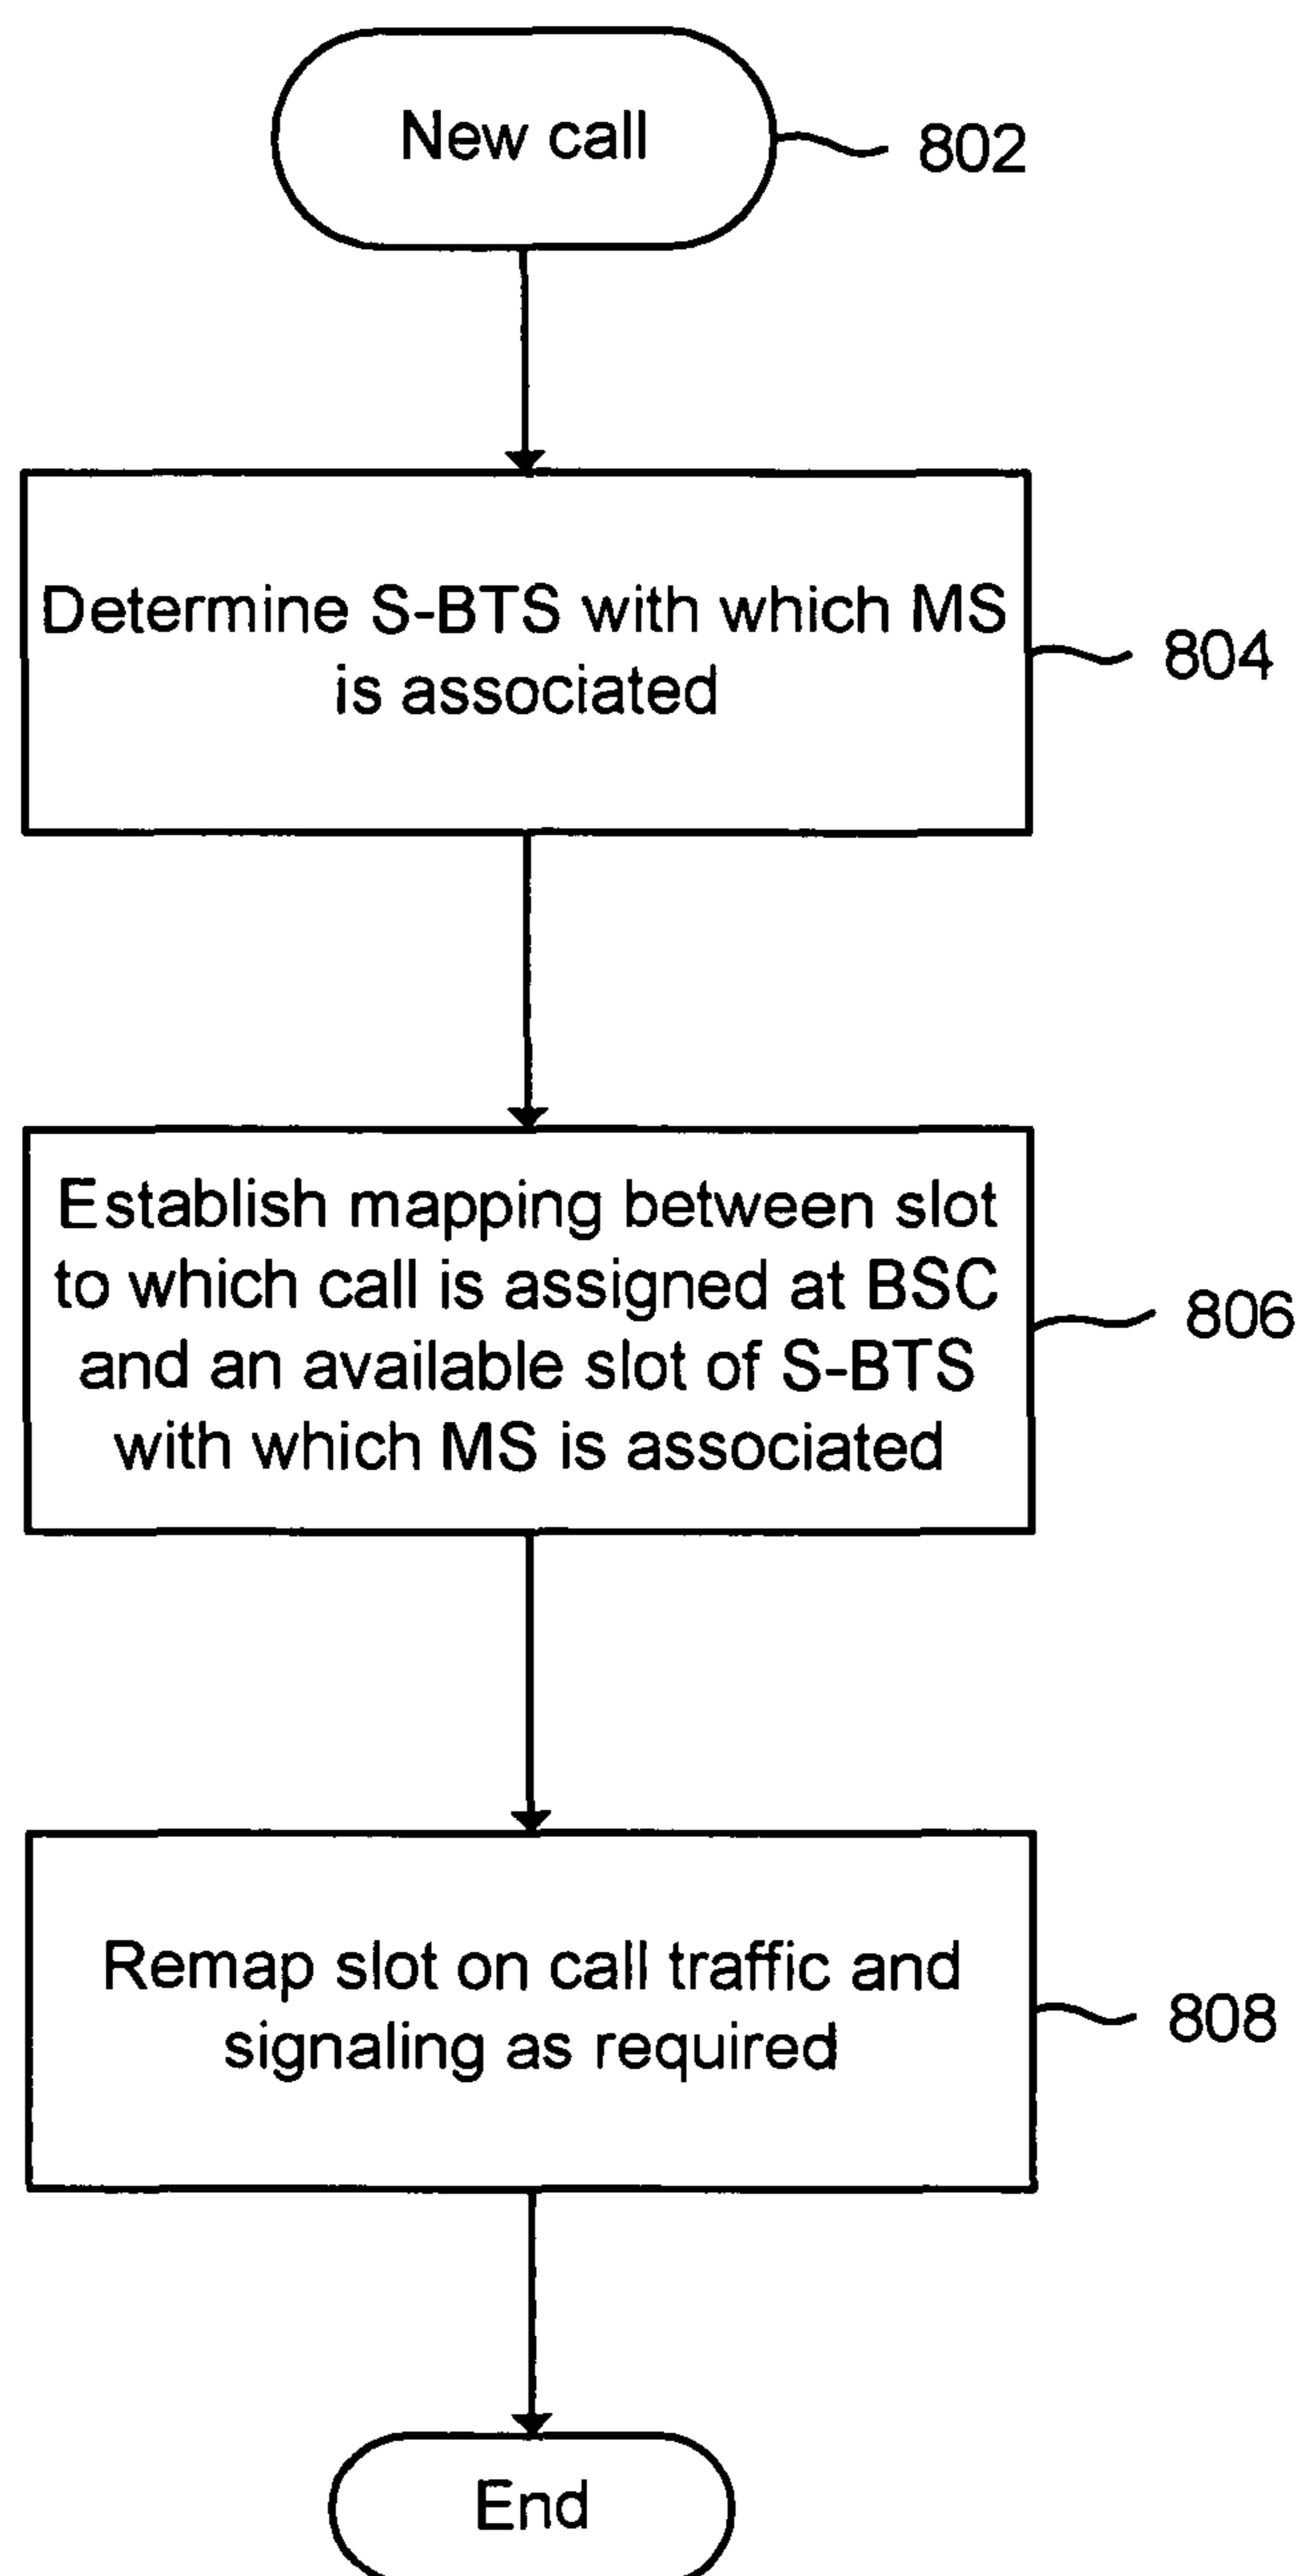 New call
802
Determine S-BTS with which MS
is associated
804
Establish mapping between slot
to which call is assigned at BSC
and an available slot of S-BTS
with which MS is associated
806
Remap slot on call traffic and
signaling as required
808
End